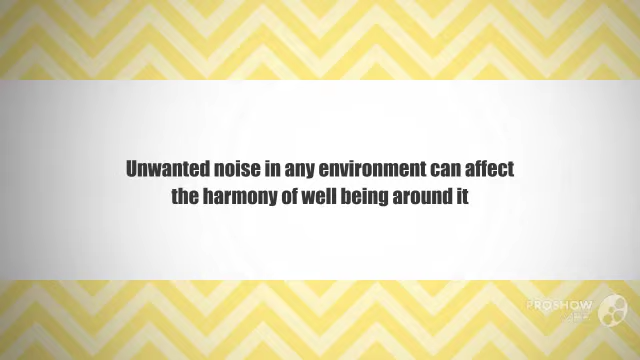 Unwanted noise in any environment can affect
the harmony of well being around it
PROSHOW